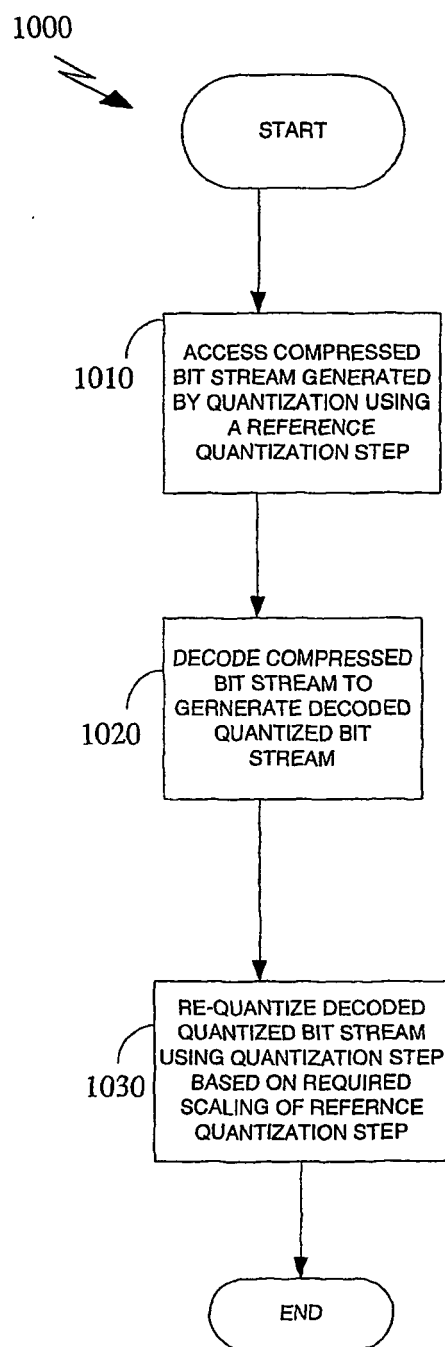 1000
START
1010
ACCESS COMPRESSED
BIT STREAM GENERATED
BY QUANTIZATION USING
A REFERENCE
QUANTIZATION STEP
1020
DECODE COMPRESSED
BIT STREAM TO
GERNERATE DECODED
QUANTIZED BIT
STREAM
1030
RE-QUANTIZE DECODED
QUANTIZED BIT STREAM
USING QUANTIZATION STEP
BASED ON REQUIRED
SCALING OF REFERNCE
QUANTIZATION STEP
END